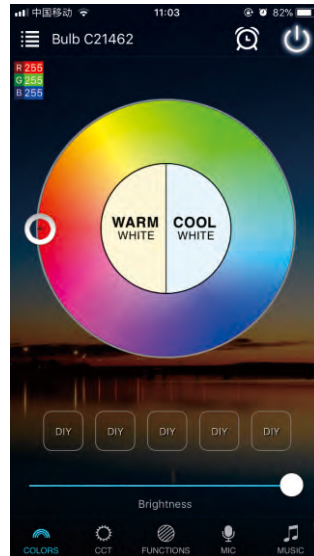 中国移动 11:03 82%
Bulb C21462
R 255
G 255
B 255
WARM WHITE
COOL WHITE
DIY DIY DIY DIY DIY
Brightness
COLORS CCT FUNCTIONS MIC MUSIC